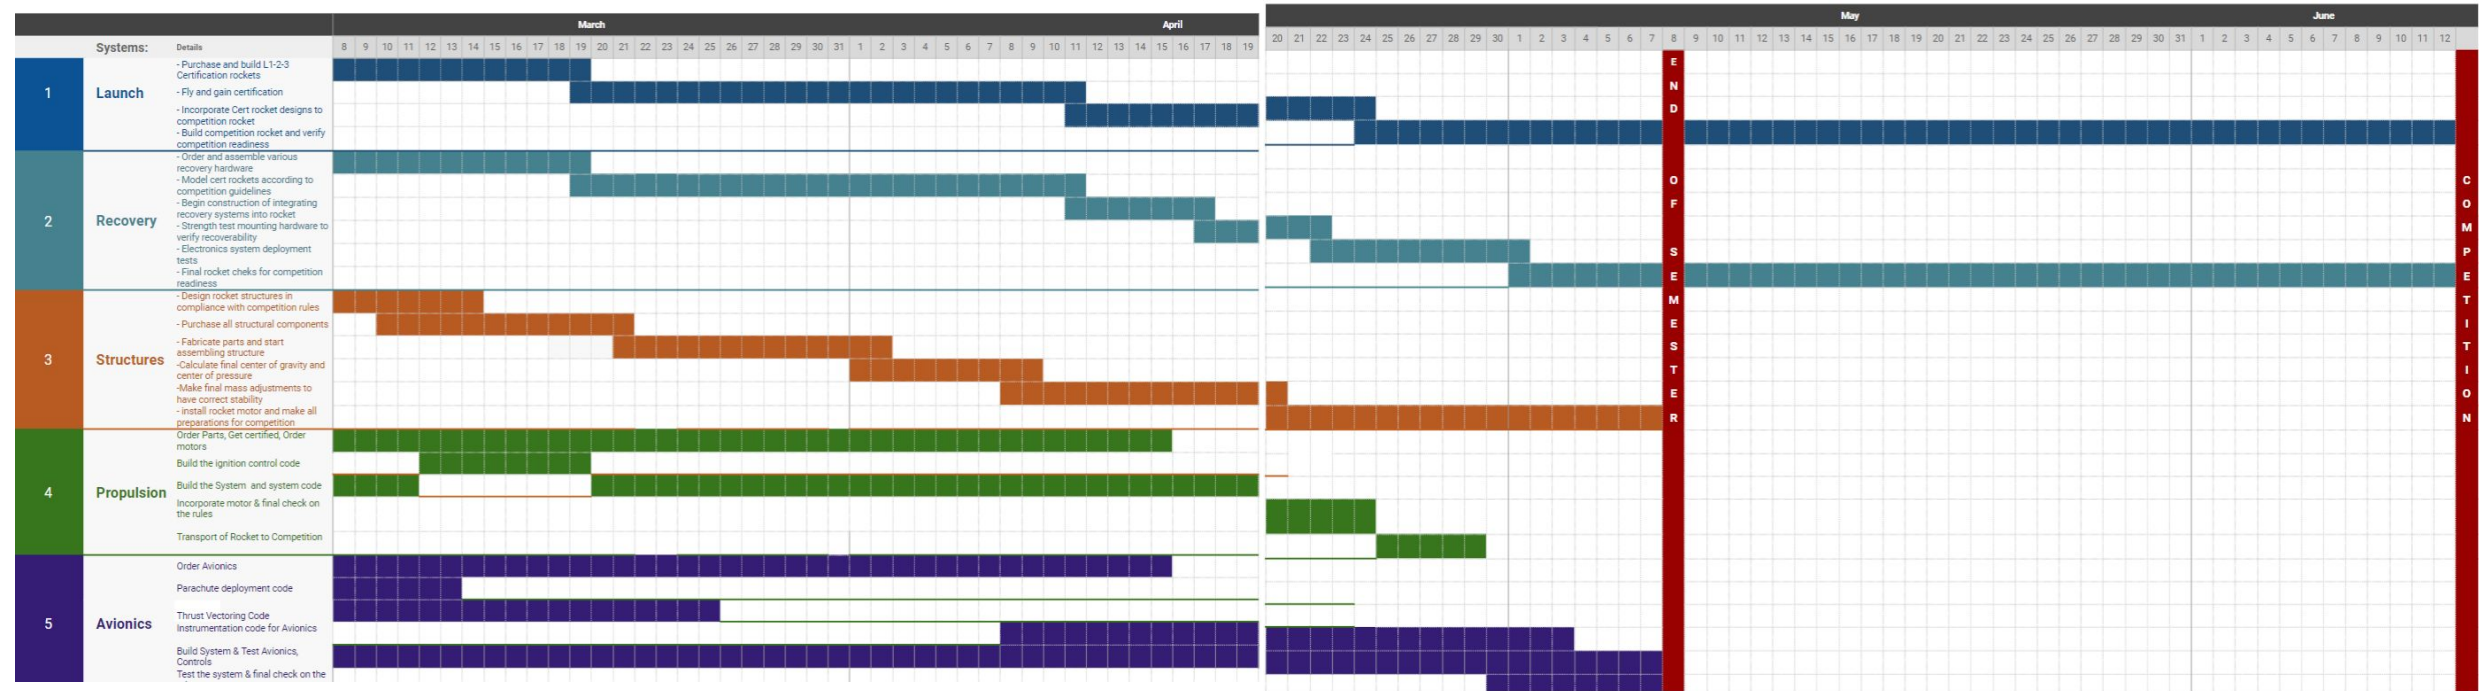 March April
May June
Systems: Details 8 9 10 11 12 13 14 15 16 17 18 19 20 21 22 23 24 25 26 27 28 29 30 31 1 2 3 4 5 6 7 8 9 10 11 12 13 14 15 16 17 18 19
20 21 22 23 24 25 26 27 28 29 30 1 2 3 4 5 6 7 8 9 10 11 12 13 14 15 16 17 18 19 20 21 22 23 24 25 26 27 28 29 30 31 1 2 3 4 5 6 7 8 9 10 11 12
1 Launch
- Purchase and build L1-2-3
Certification rockets
- Fly and gain certification
- Incorporate Cert rocket designs to
competition rocket
- Build competition rocket and verify
competition readiness
2 Recovery
- Order and assemble various
recovery hardware
- Model cert rockets according to
competition guidelines
- Begin construction of integrating
recovery systems into rocket
- Strength test mounting hardware to
verify recoverability
- Electronics system deployment
tests
- Final rocket cheks for competition
readiness
3 Structures
- Design rocket structures in
compliance with competition rules
- Purchase all structural components
- Fabricate parts and start
assembling structure
-Calculate final center of gravity and
center of pressure
-Make final mass adjustments to
have correct stability
- install rocket motor and make all
preparations for competition
4 Propulsion
Order Parts, Get certified, Order
motors
Build the ignition control code
Build the System and system code
Incorporate motor & final check on
the rules
Transport of Rocket to Competition
5 Avionics
Order Avionics
Parachute deployment code
Thrust Vectoring Code
Instrumentation code for Avionics
Build System & Test Avionics,
Controls
Test the system & final check on the
END OF SEMESTER
COMPETITION